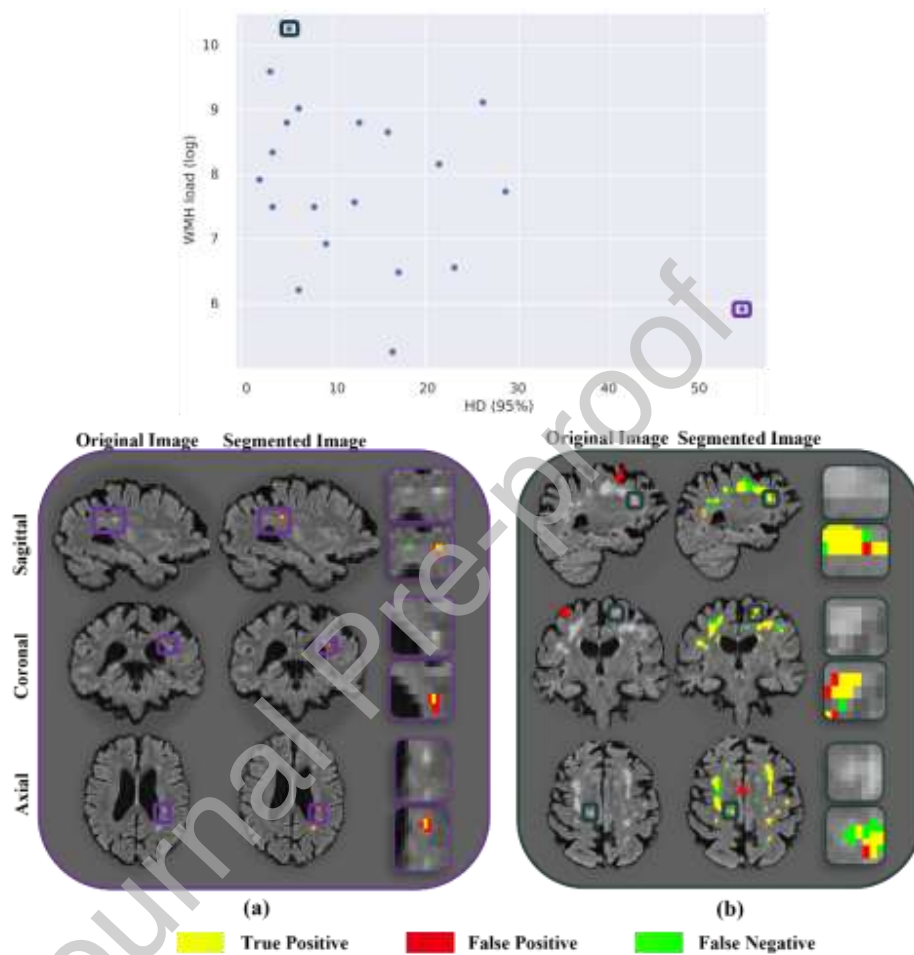 10
9
8
7
6
WMH load (log)
0 10 20 30 40 50
HD (95%)
Original Image Segmented Image
Original Image Segmented Image
Sagittal
Coronal
Axial
(a) (b)
True Positive False Positive False Negative
Journal Pre-proof